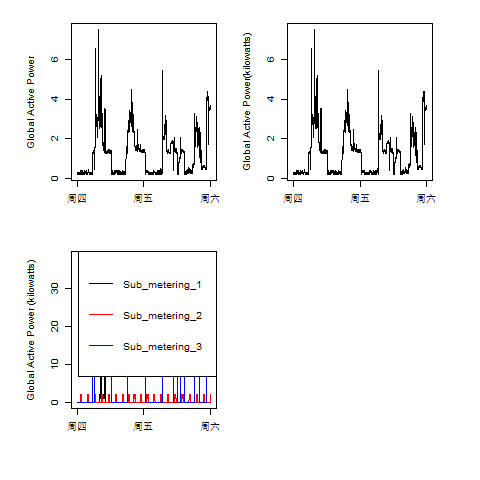 Global Active Power
0
2
4
6
周四
周五
周六
Global Active Power(kilowatts)
0
2
4
6
周四
周五
周六
Global Active Power(kilowatts)
0
10
20
30
Sub_metering_1
Sub_metering_2
Sub_metering_3
周四
周五
周六